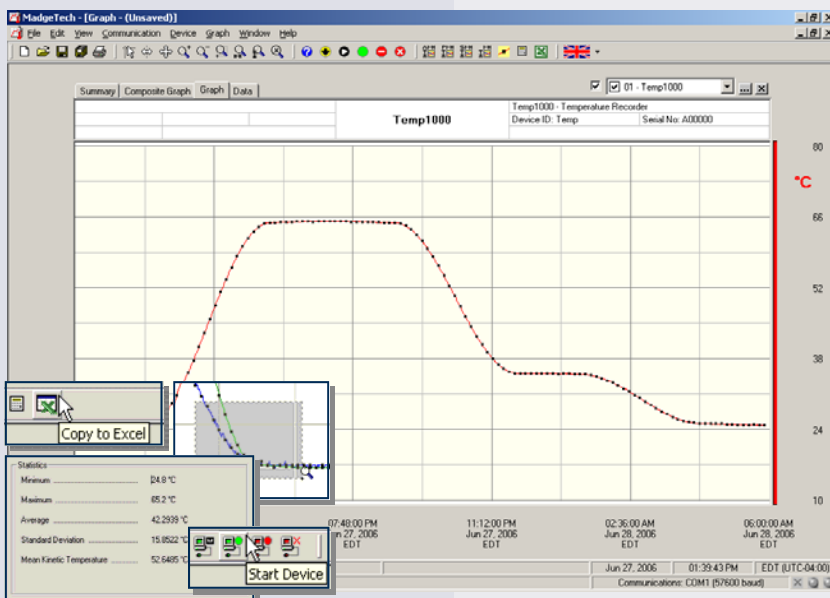 MadgeTech - [Graph - (Unsaved)]
File Edit View Communication Device Graph Window Help
Summary Composite Graph Graph Data
01 - Temp1000
Temp1000
Temp1000 - Temperature Recorder
Device ID: Temp Serial No: A00000
80
°C
66
52
38
24
10
Copy to Excel
Statistics
Minimum 24.8 °C
Maximum 65.2 °C
Average 42.2939 °C
Standard Deviation 15.8522 °C
Mean Kinetic Temperature 52.6485 °C
Start Device
07:48:00 PM 11:12:00 PM 02:36:00 AM 06:00:00 AM
Jun 27, 2006 Jun 27, 2006 Jun 28, 2006 Jun 28, 2006
EDT EDT EDT EDT
Jun 27, 2006 01:39:43 PM EDT (UTC-04:00)
Communications: COM1 (57600 baud)